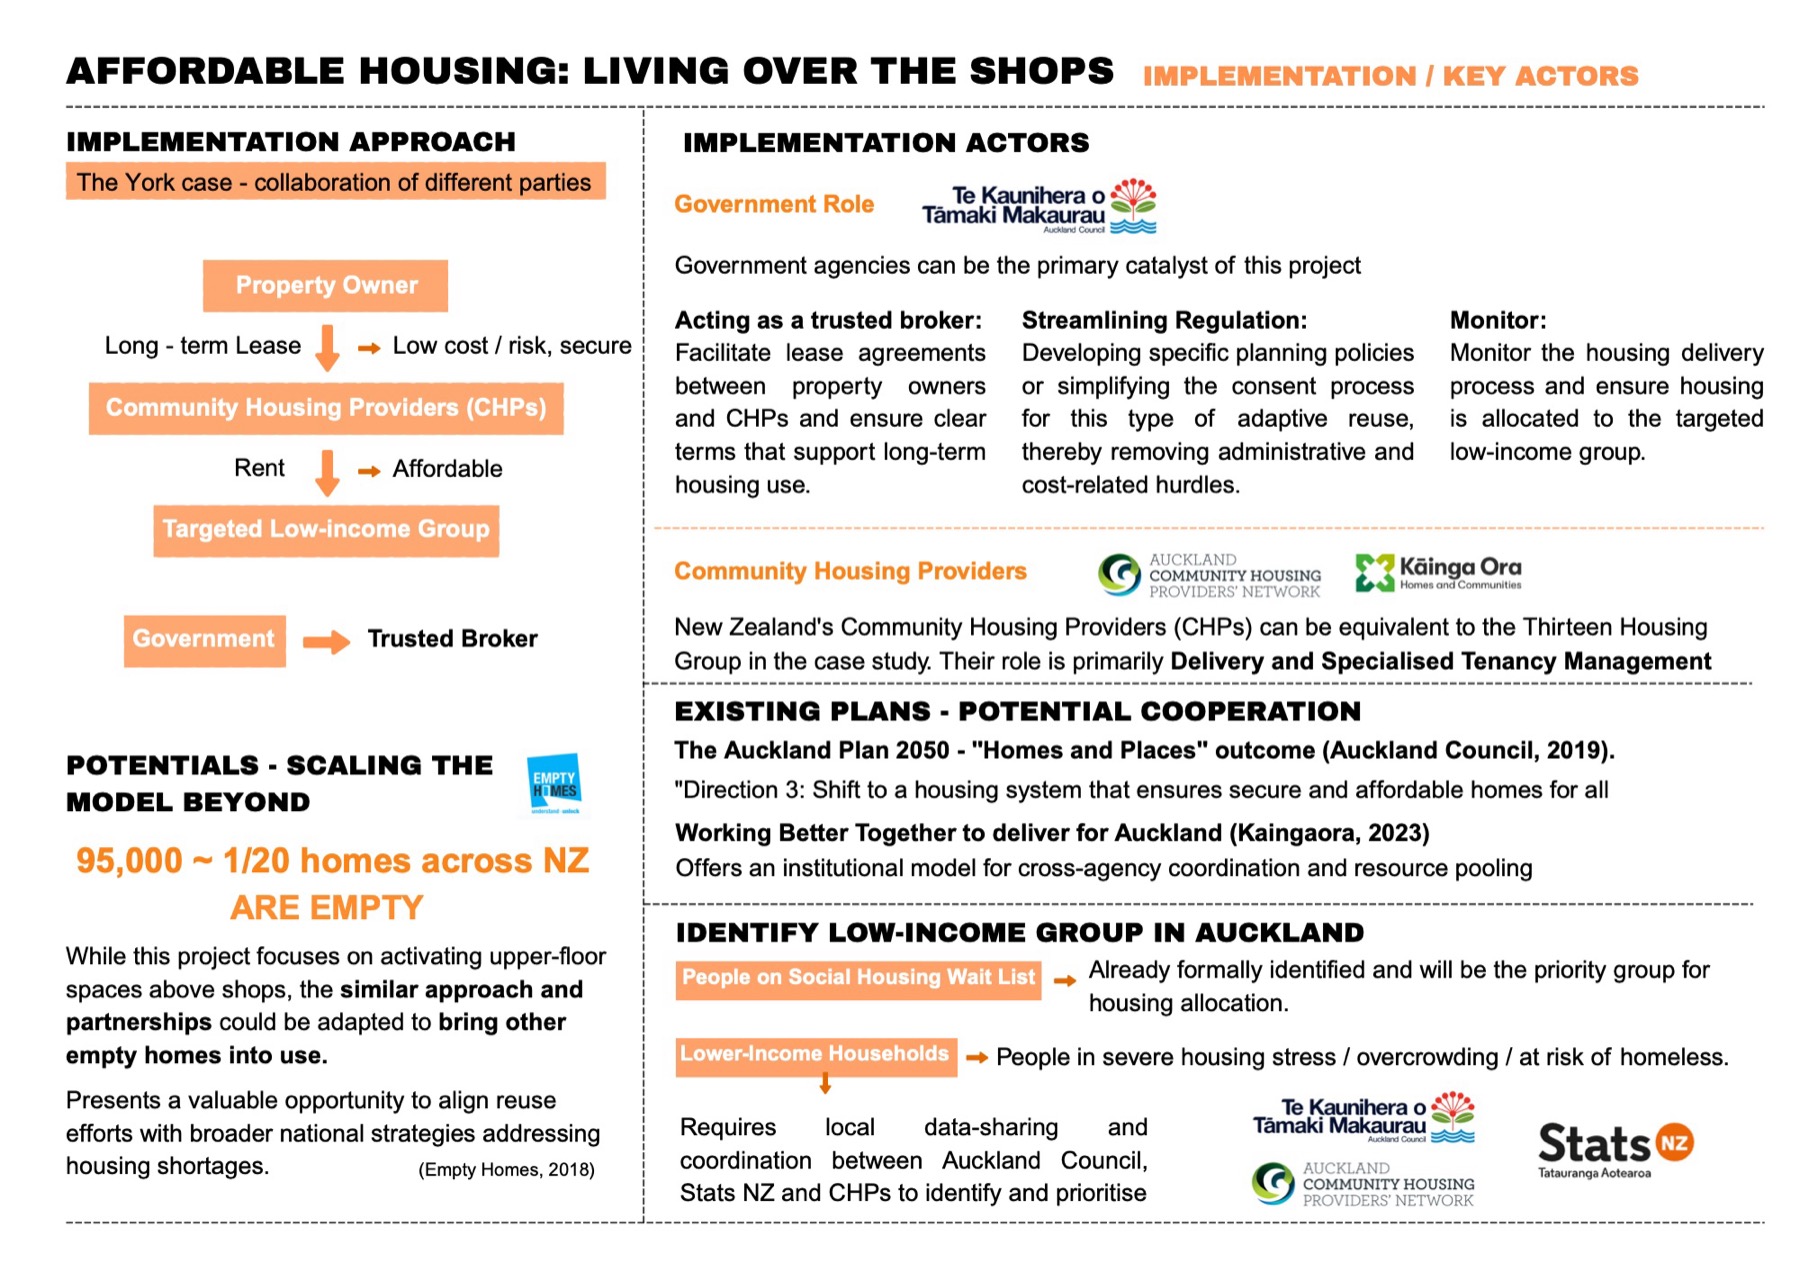 AFFORDABLE HOUSING: LIVING OVER THE SHOPS IMPLEMENTATION / KEY ACTORS
IMPLEMENTATION APPROACH
The York case - collaboration of different parties
Property Owner
Long - term Lease Low cost / risk, secure
Community Housing Providers (CHPs)
Rent Affordable
Targeted Low-income Group
Government Trusted Broker
POTENTIALS - SCALING THE
MODEL BEYOND
EMPTY
HOMES
understand · unlock
95,000 ~ 1/20 homes across NZ
ARE EMPTY
While this project focuses on activating upper-floor
spaces above shops, the similar approach and
partnerships could be adapted to bring other
empty homes into use.
Presents a valuable opportunity to align reuse
efforts with broader national strategies addressing
housing shortages.
(Empty Homes, 2018)
IMPLEMENTATION ACTORS
Government Role
Te Kaunihera o
Tāmaki Makaurau
Auckland Council
Government agencies can be the primary catalyst of this project
Acting as a trusted broker:
Facilitate lease agreements
between property owners
and CHPs and ensure clear
terms that support long-term
housing use.
Streamlining Regulation:
Developing specific planning policies
or simplifying the consent process
for this type of adaptive reuse,
thereby removing administrative and
cost-related hurdles.
Monitor:
Monitor the housing delivery
process and ensure housing
is allocated to the targeted
low-income group.
Community Housing Providers
AUCKLAND
COMMUNITY HOUSING
PROVIDERS' NETWORK
Kāinga Ora
Homes and Communities
New Zealand's Community Housing Providers (CHPs) can be equivalent to the Thirteen Housing
Group in the case study. Their role is primarily Delivery and Specialised Tenancy Management
EXISTING PLANS - POTENTIAL COOPERATION
The Auckland Plan 2050 - "Homes and Places" outcome (Auckland Council, 2019).
"Direction 3: Shift to a housing system that ensures secure and affordable homes for all
Working Better Together to deliver for Auckland (Kaingaora, 2023)
Offers an institutional model for cross-agency coordination and resource pooling
IDENTIFY LOW-INCOME GROUP IN AUCKLAND
People on Social Housing Wait List
Already formally identified and will be the priority group for
housing allocation.
Lower-Income Households
People in severe housing stress / overcrowding / at risk of homeless.
Requires local data-sharing and
coordination between Auckland Council,
Stats NZ and CHPs to identify and prioritise
Te Kaunihera o
Tāmaki Makaurau
Auckland Council
AUCKLAND
COMMUNITY HOUSING
PROVIDERS' NETWORK
Stats NZ
Tatauranga Aotearoa